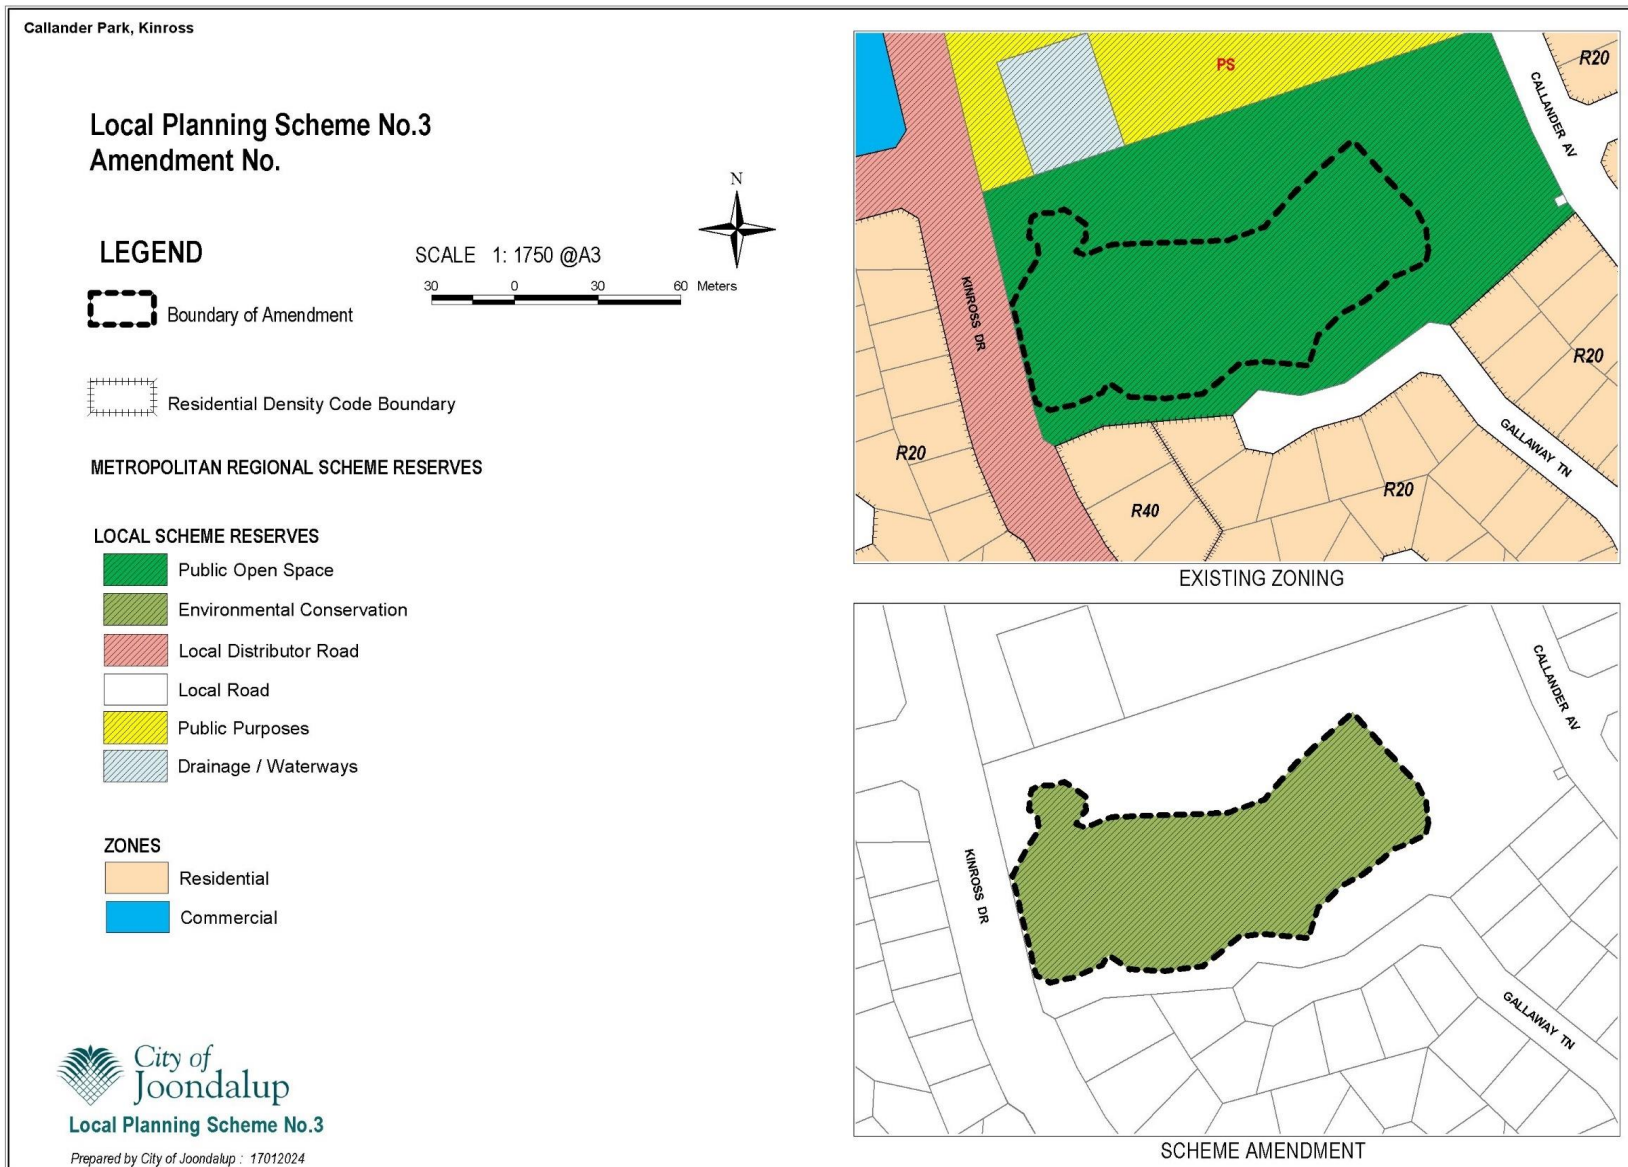 Callander Park, Kinross
Local Planning Scheme No.3
Amendment No.
N
LEGEND
SCALE 1: 1750 @A3
30 0 30 60 Meters
Boundary of Amendment
Residential Density Code Boundary
METROPOLITAN REGIONAL SCHEME RESERVES
LOCAL SCHEME RESERVES
Public Open Space
Environmental Conservation
Local Distributor Road
Local Road
Public Purposes
Drainage / Waterways
ZONES
Residential
Commercial
City of
Joondalup
Local Planning Scheme No.3
Prepared by City of Joondalup : 17012024
PS
R20
CALLANDER AV
KINROSS DR
R20
R20
GALLAWAY TN
R20
R40
EXISTING ZONING
CALLANDER AV
KINROSS DR
GALLAWAY TN
SCHEME AMENDMENT